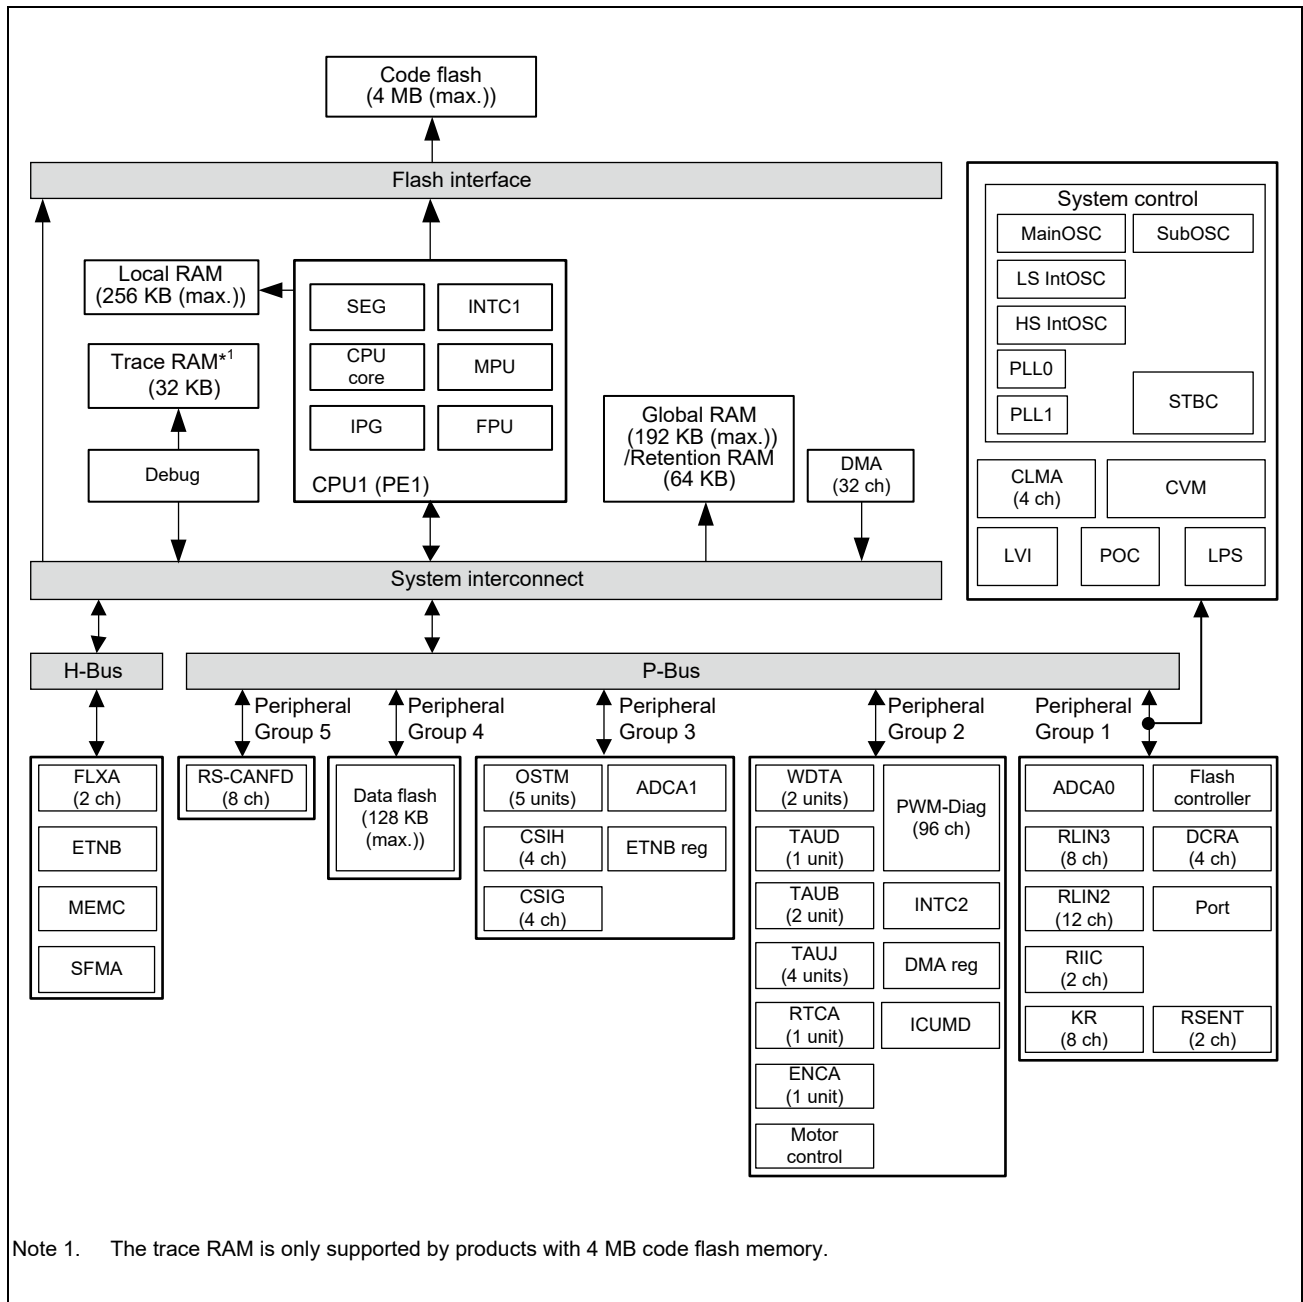 Code flash
(4 MB (max.))
Flash interface
Local RAM
(256 KB (max.))
Trace RAM*1
(32 KB)
Debug
SEG
INTC1
CPU
core
MPU
IPG
FPU
CPU1 (PE1)
Global RAM
(192 KB (max.))
/Retention RAM
(64 KB)
DMA
(32 ch)
System interconnect
System control
MainOSC
SubOSC
LS IntOSC
HS IntOSC
PLL0
PLL1
STBC
CLMA
(4 ch)
CVM
LVI
POC
LPS
H-Bus
P-Bus
Peripheral
Group 5
Peripheral
Group 4
Peripheral
Group 3
Peripheral
Group 2
Peripheral
Group 1
FLXA
(2 ch)
ETNB
MEMC
SFMA
RS-CANFD
(8 ch)
Data flash
(128 KB
(max.))
OSTM
(5 units)
ADCA1
CSIH
(4 ch)
ETNB reg
CSIG
(4 ch)
WDTA
(2 units)
PWM-Diag
(96 ch)
TAUD
(1 unit)
TAUB
(2 unit)
INTC2
TAUJ
(4 units)
DMA reg
RTCA
(1 unit)
ICUMD
ENCA
(1 unit)
Motor
control
ADCA0
Flash
controller
RLIN3
(8 ch)
DCRA
(4 ch)
RLIN2
(12 ch)
Port
RIIC
(2 ch)
KR
(8 ch)
RSENT
(2 ch)
Note 1. The trace RAM is only supported by products with 4 MB code flash memory.